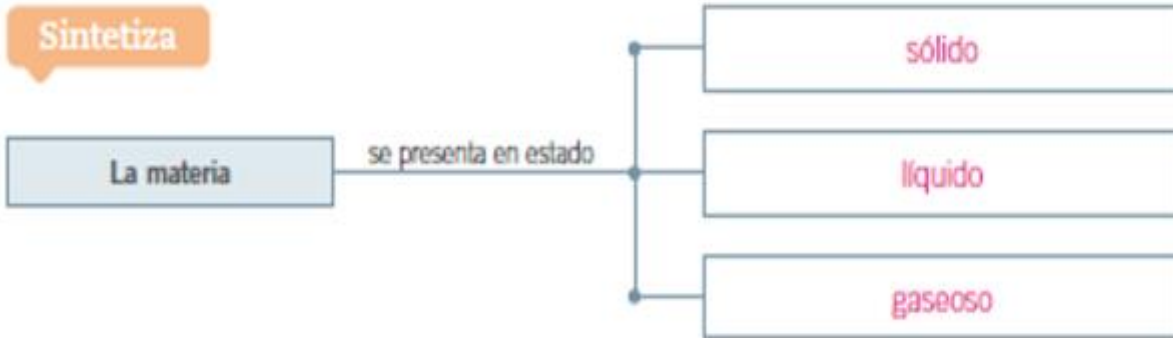 Sintetiza
La materia
se presenta en estado
sólido
líquido
gaseoso